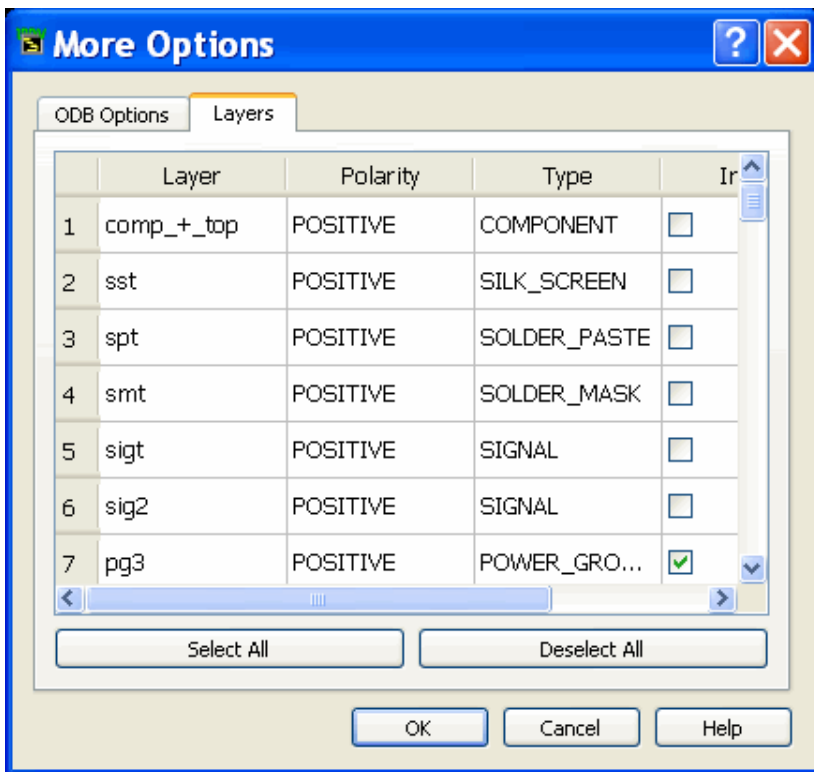 More Options
ODB Options Layers
Layer Polarity Type
1 comp_+_top POSITIVE COMPONENT
2 sst POSITIVE SILK_SCREEN
3 spt POSITIVE SOLDER_PASTE
4 smt POSITIVE SOLDER_MASK
5 sigt POSITIVE SIGNAL
6 sig2 POSITIVE SIGNAL
7 pg3 POSITIVE POWER_GRO...
Select All Deselect All
OK Cancel Help